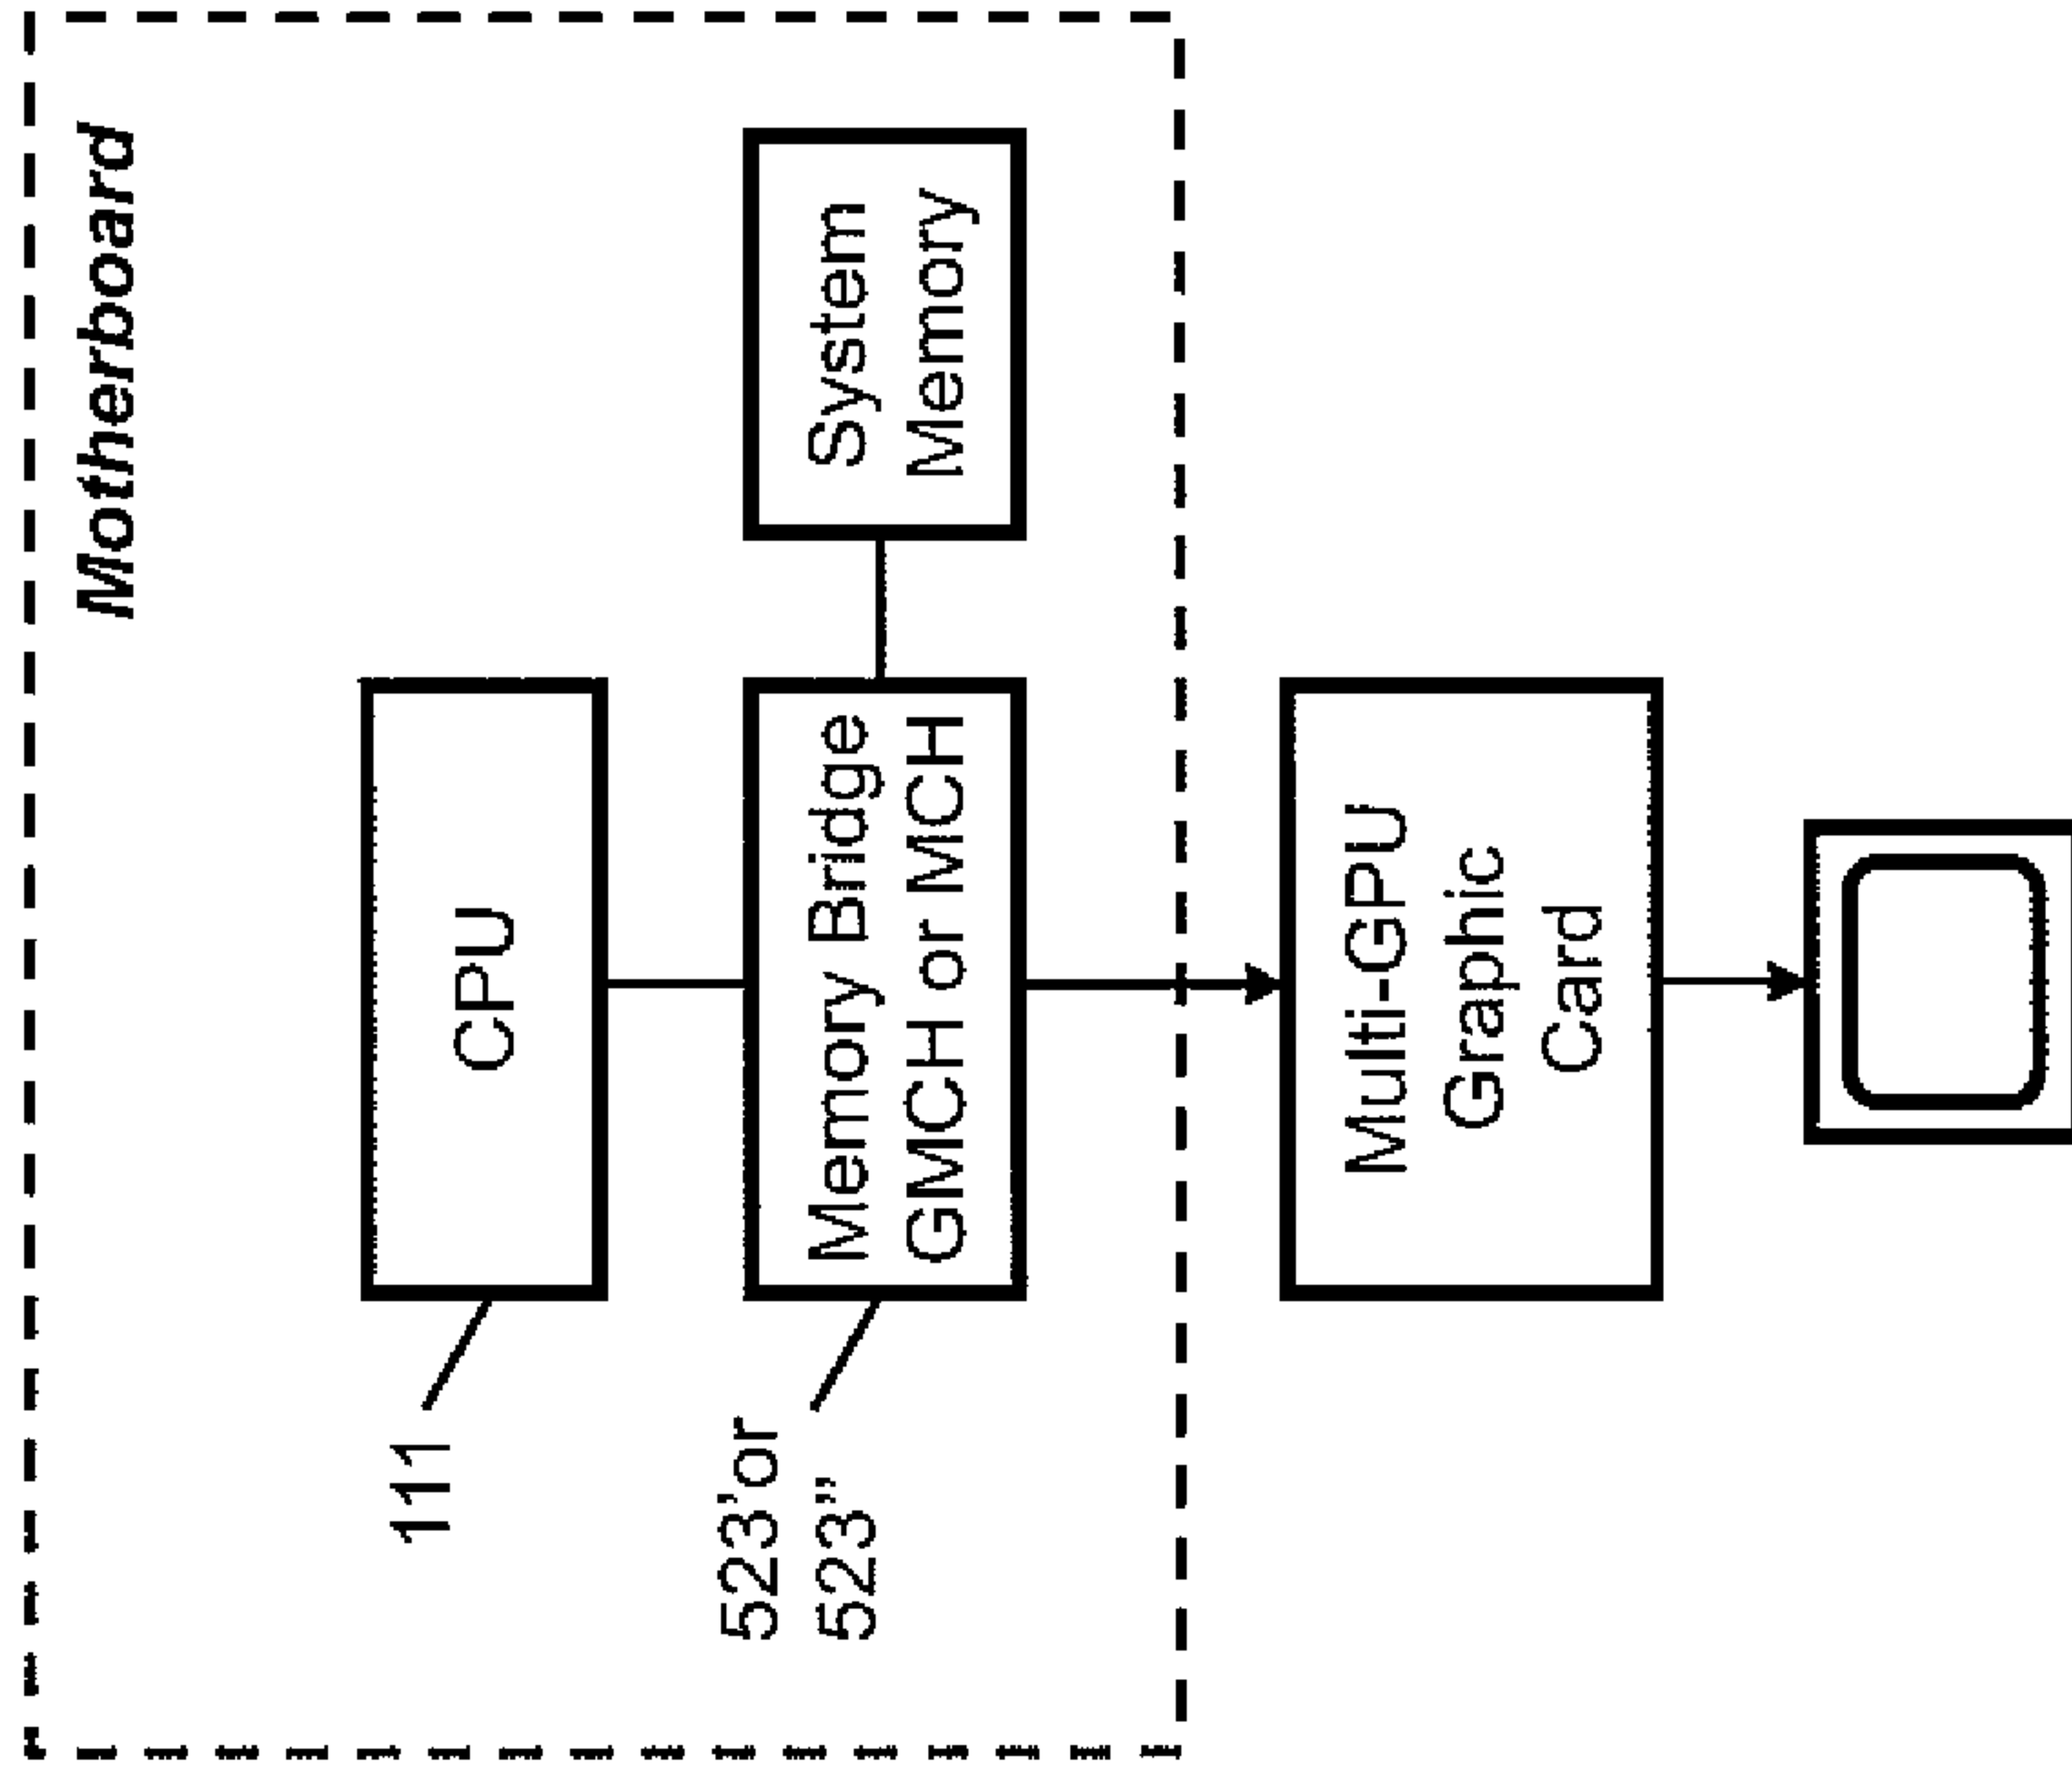 Motherboard
CPU
111
System
Memory
Memory Bridge
GMCH or MCH
523’or
523”
Multi-GPU
Graphic
Card